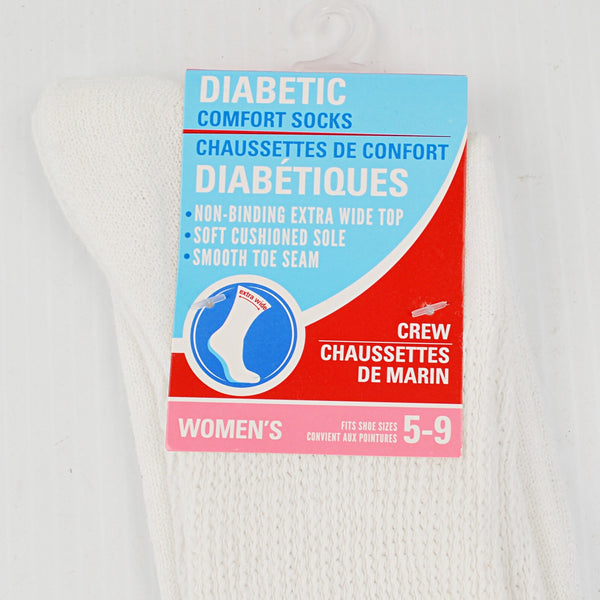 DIABETIC
COMFORT SOCKS
CHAUSSETTES DE CONFORT
DIABÉTIQUES
• NON-BINDING EXTRA WIDE TOP
• SOFT CUSHIONED SOLE
• SMOOTH TOE SEAM
extra wide
CREW
CHAUSSETTES
DE MARIN
WOMEN'S
FITS SHOE SIZES
CONVIENT AUX POINTURES
5-9